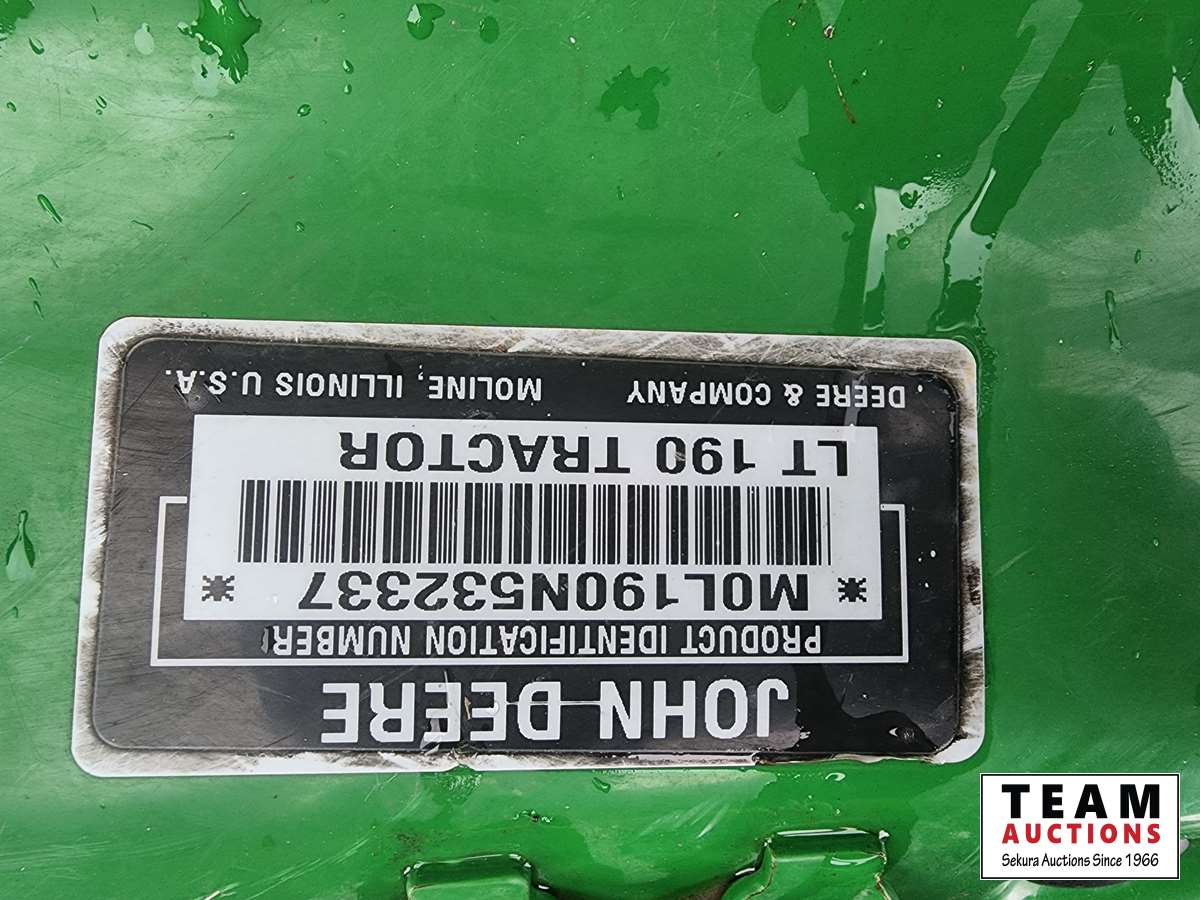 JOHN DEERE
PRODUCT IDENTIFICATION NUMBER
* M0L190N532337 *
LT 190 TRACTOR
. DEERE & COMPANY MOLINE, ILLINOIS U.S.A.
TEAM
AUCTIONS
Sekura Auctions Since 1966